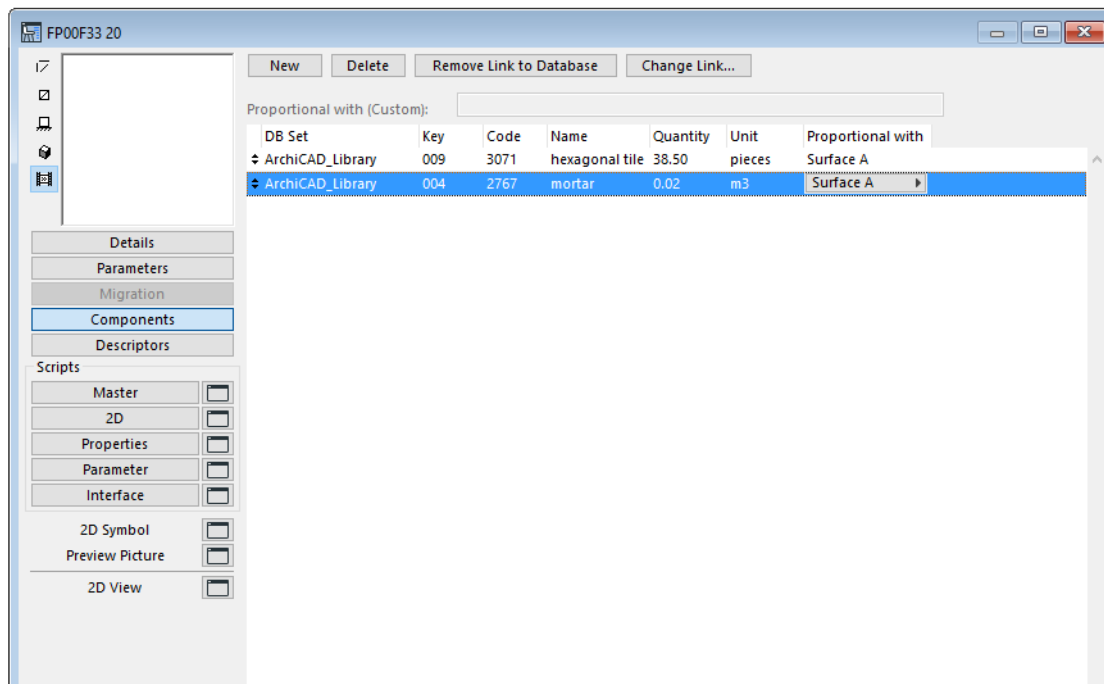 FP00F33 20
New Delete Remove Link to Database Change Link...
Proportional with (Custom):
DB Set Key Code Name Quantity Unit Proportional with
ArchiCAD_Library 009 3071 hexagonal tile 38.50 pieces Surface A
ArchiCAD_Library 004 2767 mortar 0.02 m3 Surface A
Details
Parameters
Migration
Components
Descriptors
Scripts
Master
2D
Properties
Parameter
Interface
2D Symbol
Preview Picture
2D View